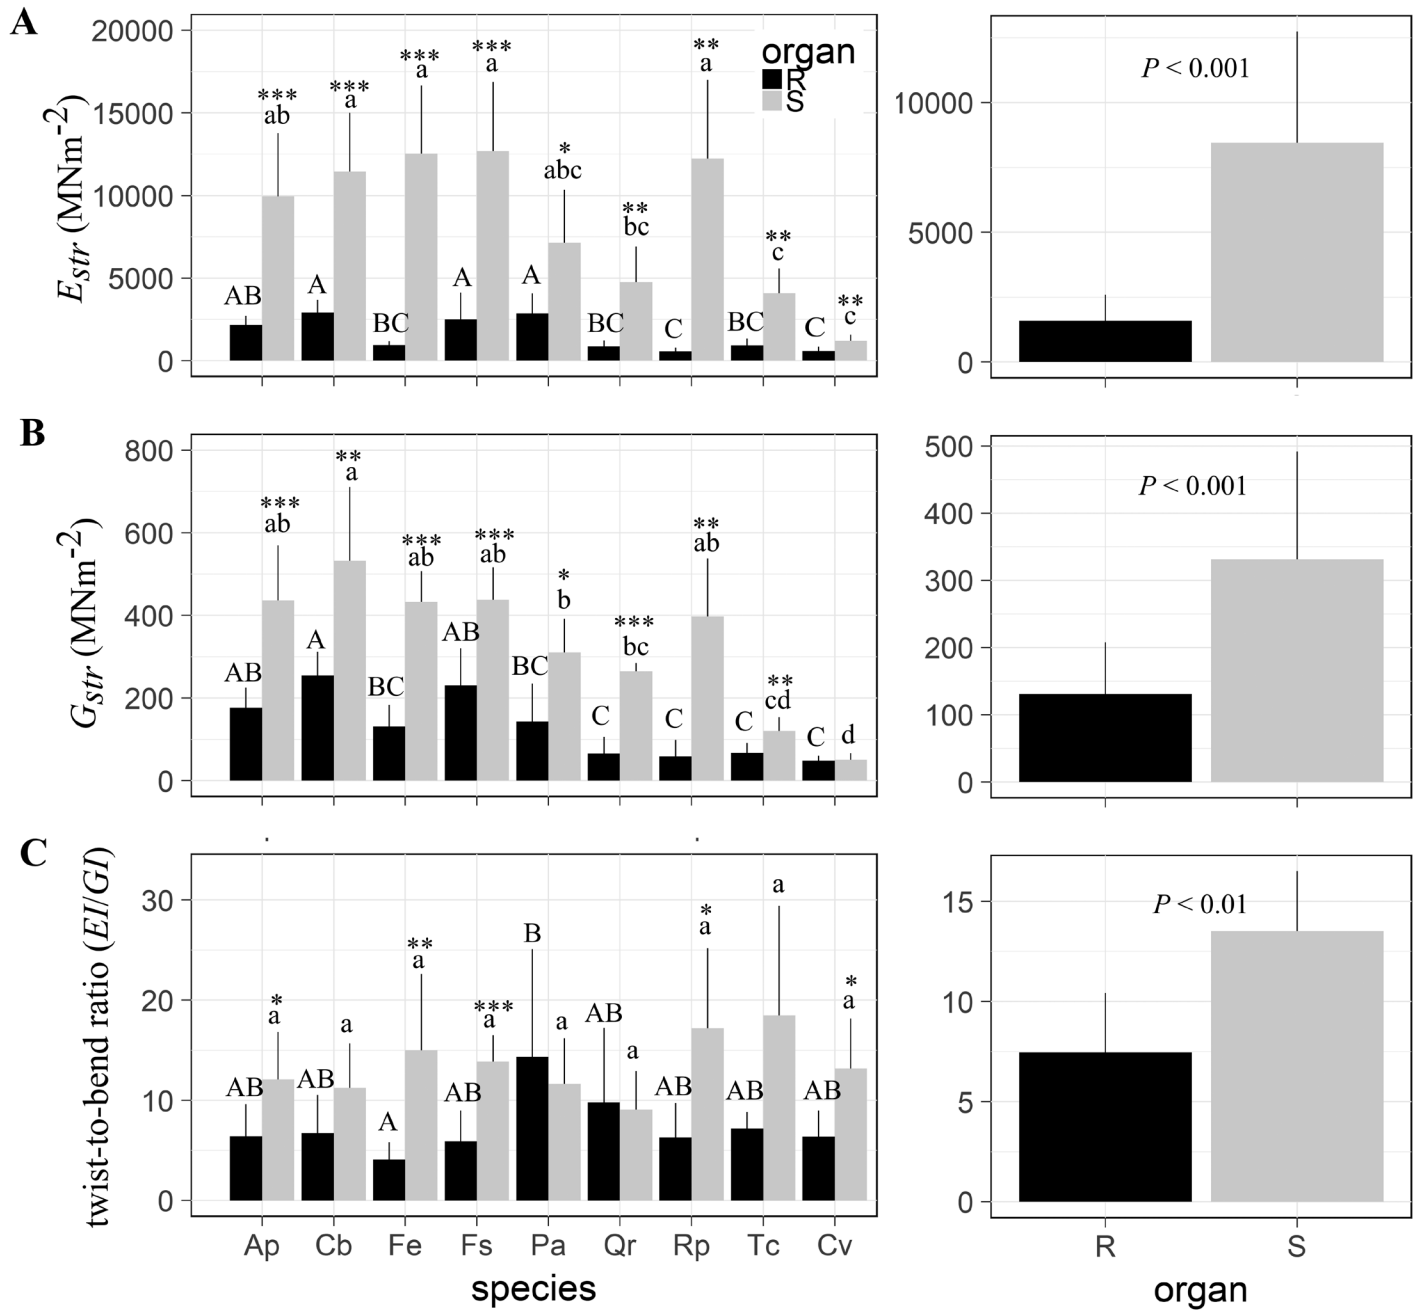 A
E_str (MNm^-2)
20000
15000
10000
5000
0
organ
R
S
*** *** *** *** * ** ** ** **
ab a a a abc bc a c c
AB A BC A A BC C BC C
10000
5000
0
P < 0.001
B
G_str (MNm^-2)
800
600
400
200
0
*** ** *** *** * *** ** **
ab a ab ab b bc ab cd d
AB A BC AB BC C C C C
500
400
300
200
100
0
P < 0.001
C
twist-to-bend ratio (EI/GI)
30
20
10
0
* ** *** * *
a a a a a a a a a
AB AB A AB B AB AB AB AB
Ap Cb Fe Fs Pa Qr Rp Tc Cv
species
15
10
5
0
P < 0.01
R S
organ